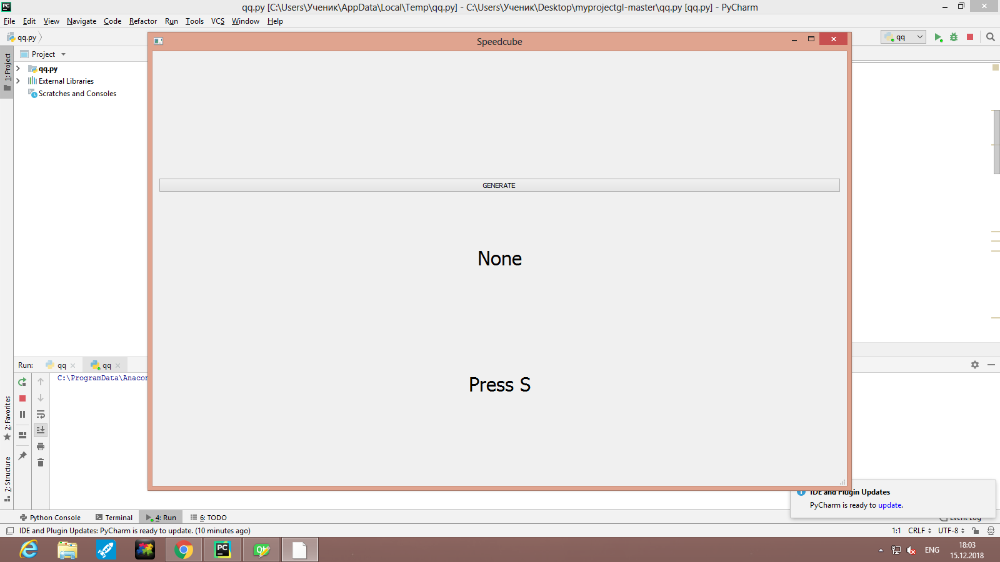 qq.py [C:\Users\Ученик\AppData\Local\Temp\qq.py] - C:\Users\Ученик\Desktop\myprojectgl-master\qq.py [qq.py] - PyCharm
File Edit View Navigate Code Refactor Run Tools VCS Window Help
qq.py
qq
Speedcube
1: Project
Project
qq.py
External Libraries
Scratches and Consoles
GENERATE
None
Press S
Run: qq qq
C:\ProgramData\Anacon
2: Favorites
7: Structure
IDE and Plugin Updates
PyCharm is ready to update.
Python Console Terminal 4: Run 6: TODO Event Log
IDE and Plugin Updates: PyCharm is ready to update. (10 minutes ago)
1:1 CRLF UTF-8
ENG
18:03
15.12.2018